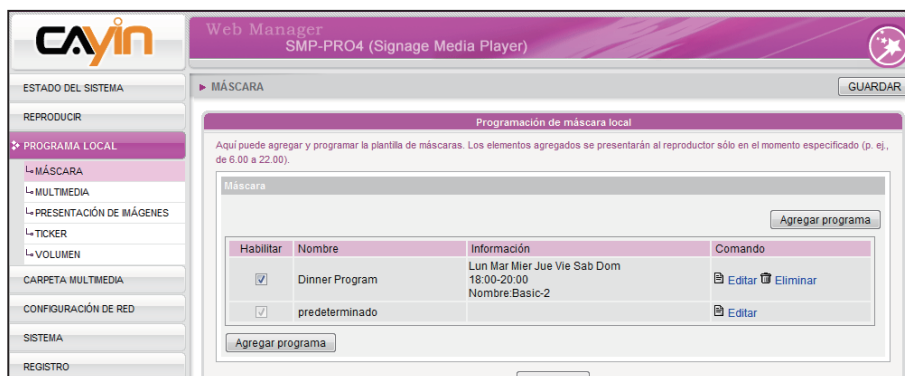 CAYIN
Web Manager
SMP-PRO4 (Signage Media Player)
ESTADO DEL SISTEMA
REPRODUCIR
PROGRAMA LOCAL
MÁSCARA
MULTIMEDIA
PRESENTACIÓN DE IMÁGENES
TICKER
VOLUMEN
CARPETA MULTIMEDIA
CONFIGURACIÓN DE RED
SISTEMA
REGISTRO
MÁSCARA
GUARDAR
Programación de máscara local
Aquí puede agregar y programar la plantilla de máscaras. Los elementos agregados se presentarán al reproductor sólo en el momento especificado (p. ej.,
de 6.00 a 22.00).
Máscara
Agregar programa
Habilitar Nombre Información Comando
Dinner Program
Lun Mar Mier Jue Vie Sab Dom
18:00-20:00
Nombre:Basic-2
Editar Eliminar
predeterminado Editar
Agregar programa